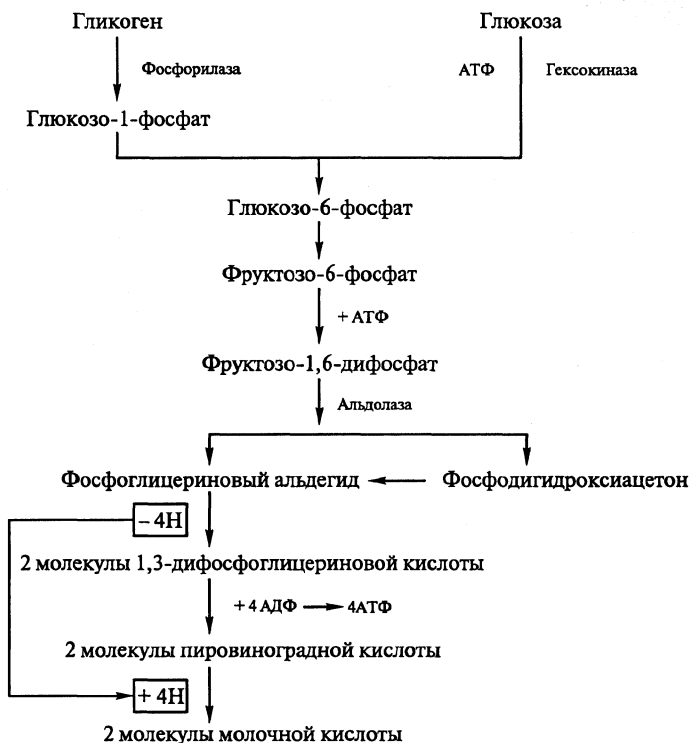 Гликоген Глюкоза
Фосфорилаза АТФ Гексокиназа
Глюкозо-1-фосфат
Глюкозо-6-фосфат
Фруктозо-6-фосфат
+ АТФ
Фруктозо-1,6-дифосфат
Альдолаза
Фосфоглицериновый альдегид Фосфодигидроксиацетон
– 4Н
2 молекулы 1,3-дифосфоглицериновой кислоты
+ 4 АДФ 4АТФ
2 молекулы пировиноградной кислоты
+ 4Н
2 молекулы молочной кислоты